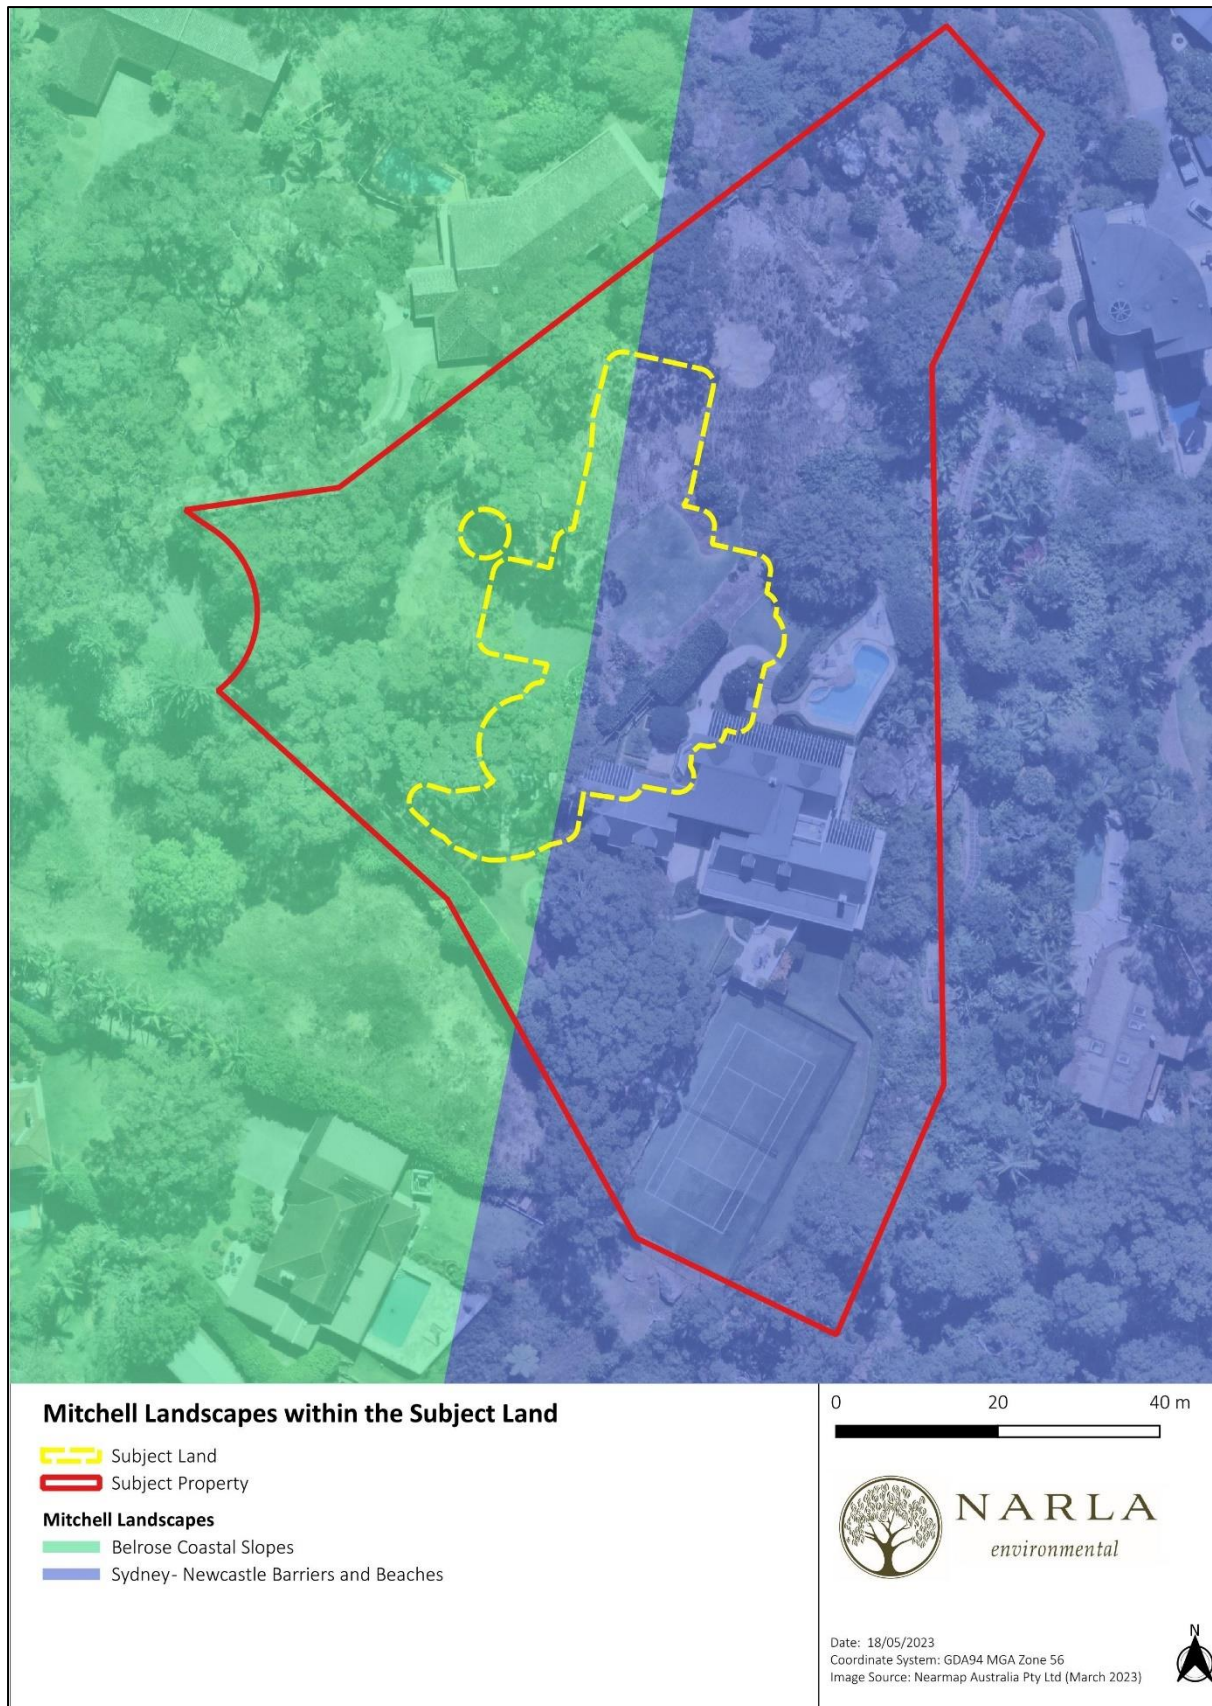 Mitchell Landscapes within the Subject Land
Subject Land
Subject Property
Mitchell Landscapes
Belrose Coastal Slopes
Sydney- Newcastle Barriers and Beaches
0 20 40 m
NARLA
environmental
Date: 18/05/2023
Coordinate System: GDA94 MGA Zone 56
Image Source: Nearmap Australia Pty Ltd (March 2023)
N